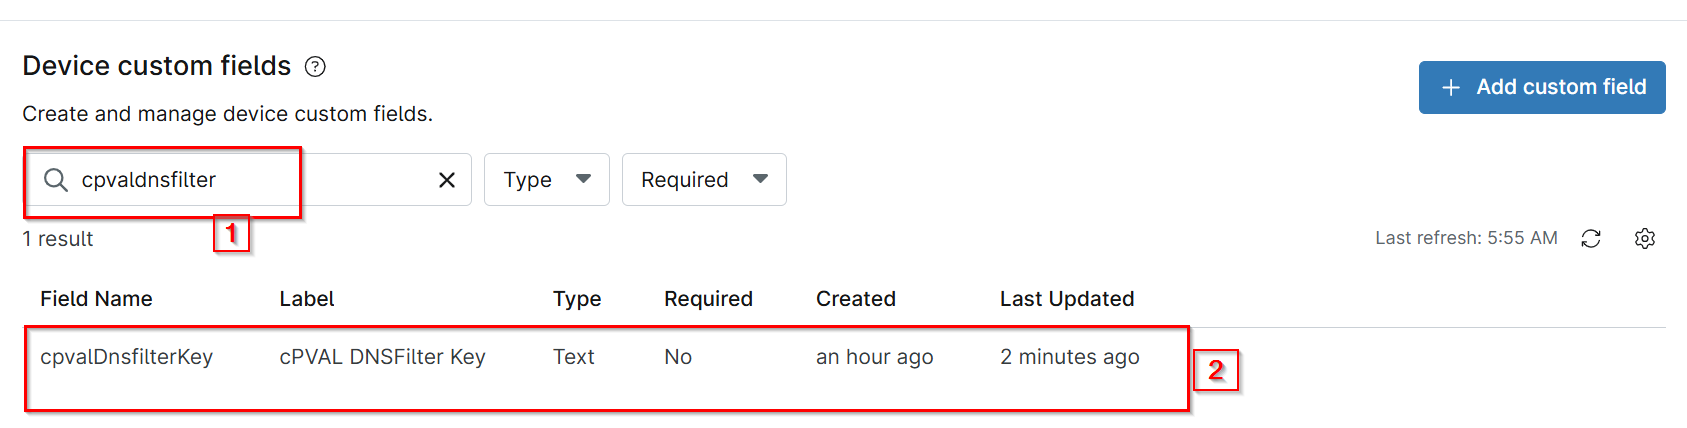 Device custom fields ?
+ Add custom field
Create and manage device custom fields.
cpvaldnsfilter × Type Required
1
1 result
Last refresh: 5:55 AM
Field Name Label Type Required Created Last Updated
cpvalDnsfilterKey cPVAL DNSFilter Key Text No an hour ago 2 minutes ago
2